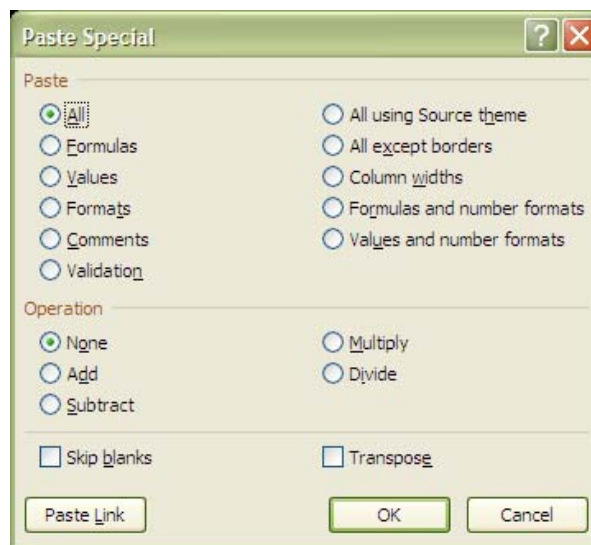 Paste Special
Paste
All
All using Source theme
Formulas
All except borders
Values
Column widths
Formats
Formulas and number formats
Comments
Values and number formats
Validation
Operation
None
Multiply
Add
Divide
Subtract
Skip blanks
Transpose
Paste Link
OK
Cancel